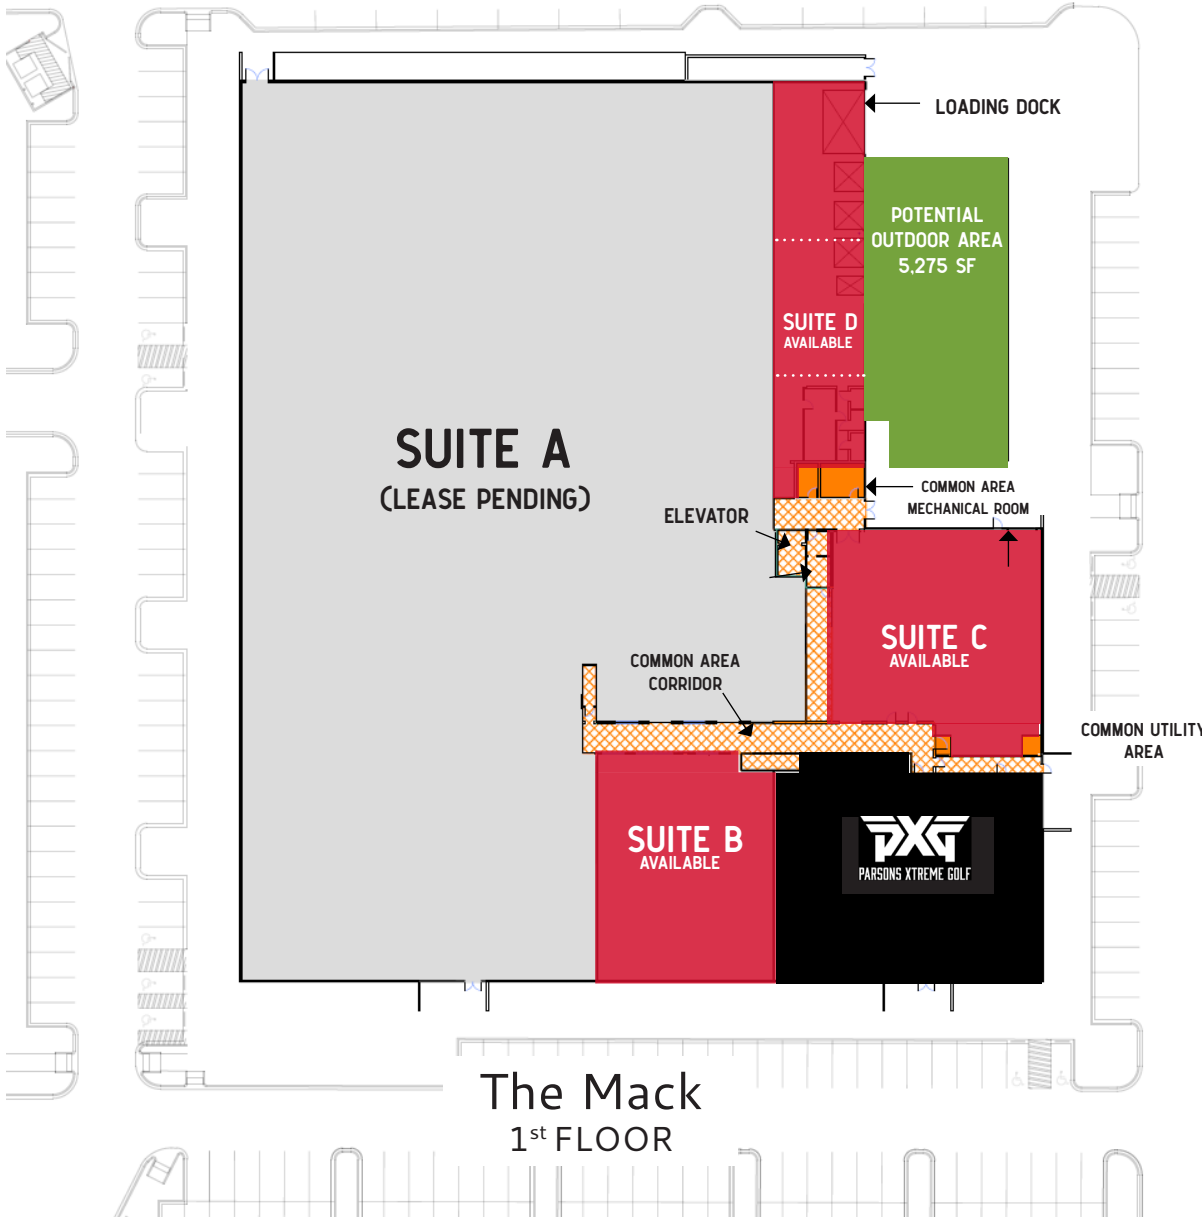 LOADING DOCK
POTENTIAL
OUTDOOR AREA
5,275 SF
SUITE D
AVAILABLE
SUITE A
(LEASE PENDING)
COMMON AREA
MECHANICAL ROOM
ELEVATOR
SUITE C
AVAILABLE
COMMON AREA
CORRIDOR
COMMON UTILITY
AREA
SUITE B
AVAILABLE
PXG
PARSONS XTREME GOLF
The Mack
1st FLOOR